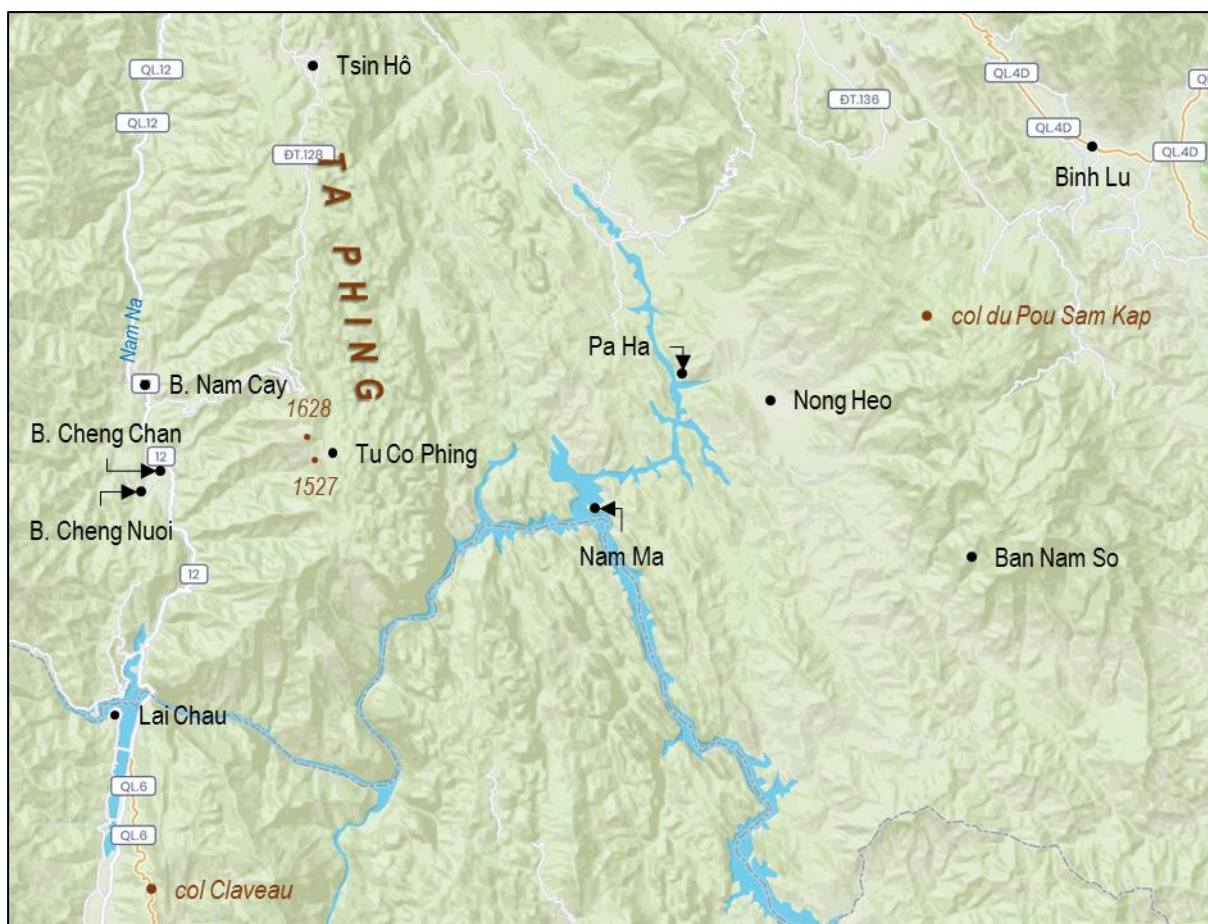 QL.12
Tsin Hô
QL.4D
QL
ĐT.136
QL.12
QL.4D
QL.4D
ĐT.128
Binh Lu
TA PHING
Nam Na
col du Pou Sam Kap
Pa Ha
B. Nam Cay
Nong Heo
1628
B. Cheng Chan
12
Tu Co Phing
1527
B. Cheng Nuoi
Nam Ma
Ban Nam So
12
Lai Chau
QL.6
QL.6
col Claveau